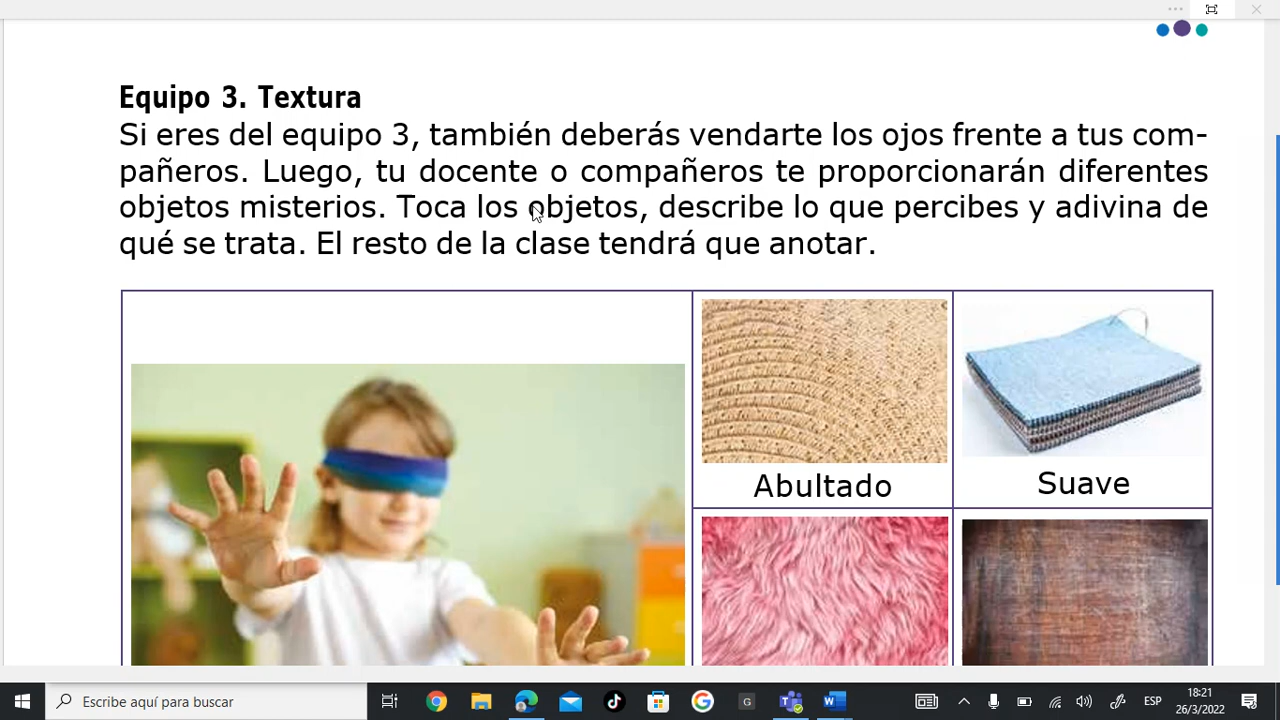 Equipo 3. Textura
Si eres del equipo 3, también deberás vendarte los ojos frente a tus com-
pañeros. Luego, tu docente o compañeros te proporcionarán diferentes
objetos misterios. Toca los objetos, describe lo que percibes y adivina de
qué se trata. El resto de la clase tendrá que anotar.
Abultado
Suave
Escribe aquí para buscar
G
ESP
18:21
26/3/2022